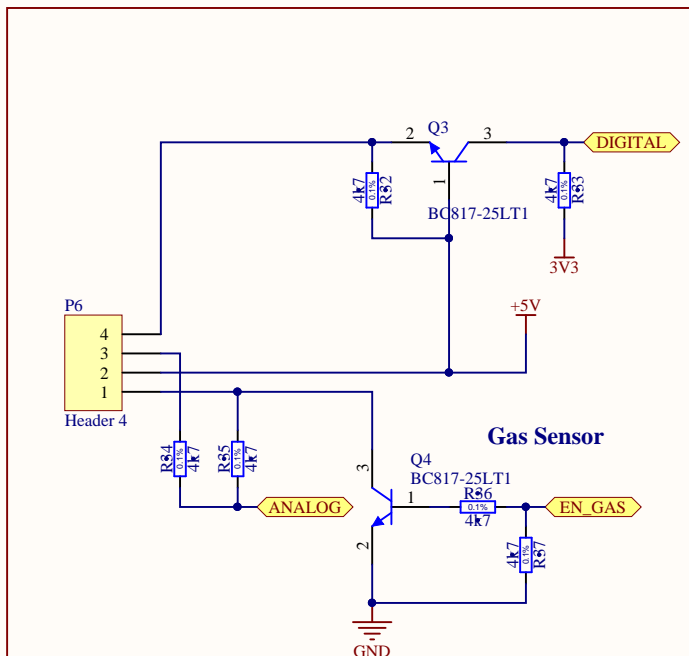 Q3
2
3
DIGITAL
1
4k7
0.1%
R32
4k7
0.1%
R33
BC817-25LT1
3V3
+5V
P6
4
3
2
1
Header 4
Gas Sensor
R34
0.1%
4k7
R35
0.1%
4k7
ANALOG
Q4
BC817-25LT1
3
1
2
R36
0.1%
4k7
EN_GAS
4k7
0.1%
R37
GND